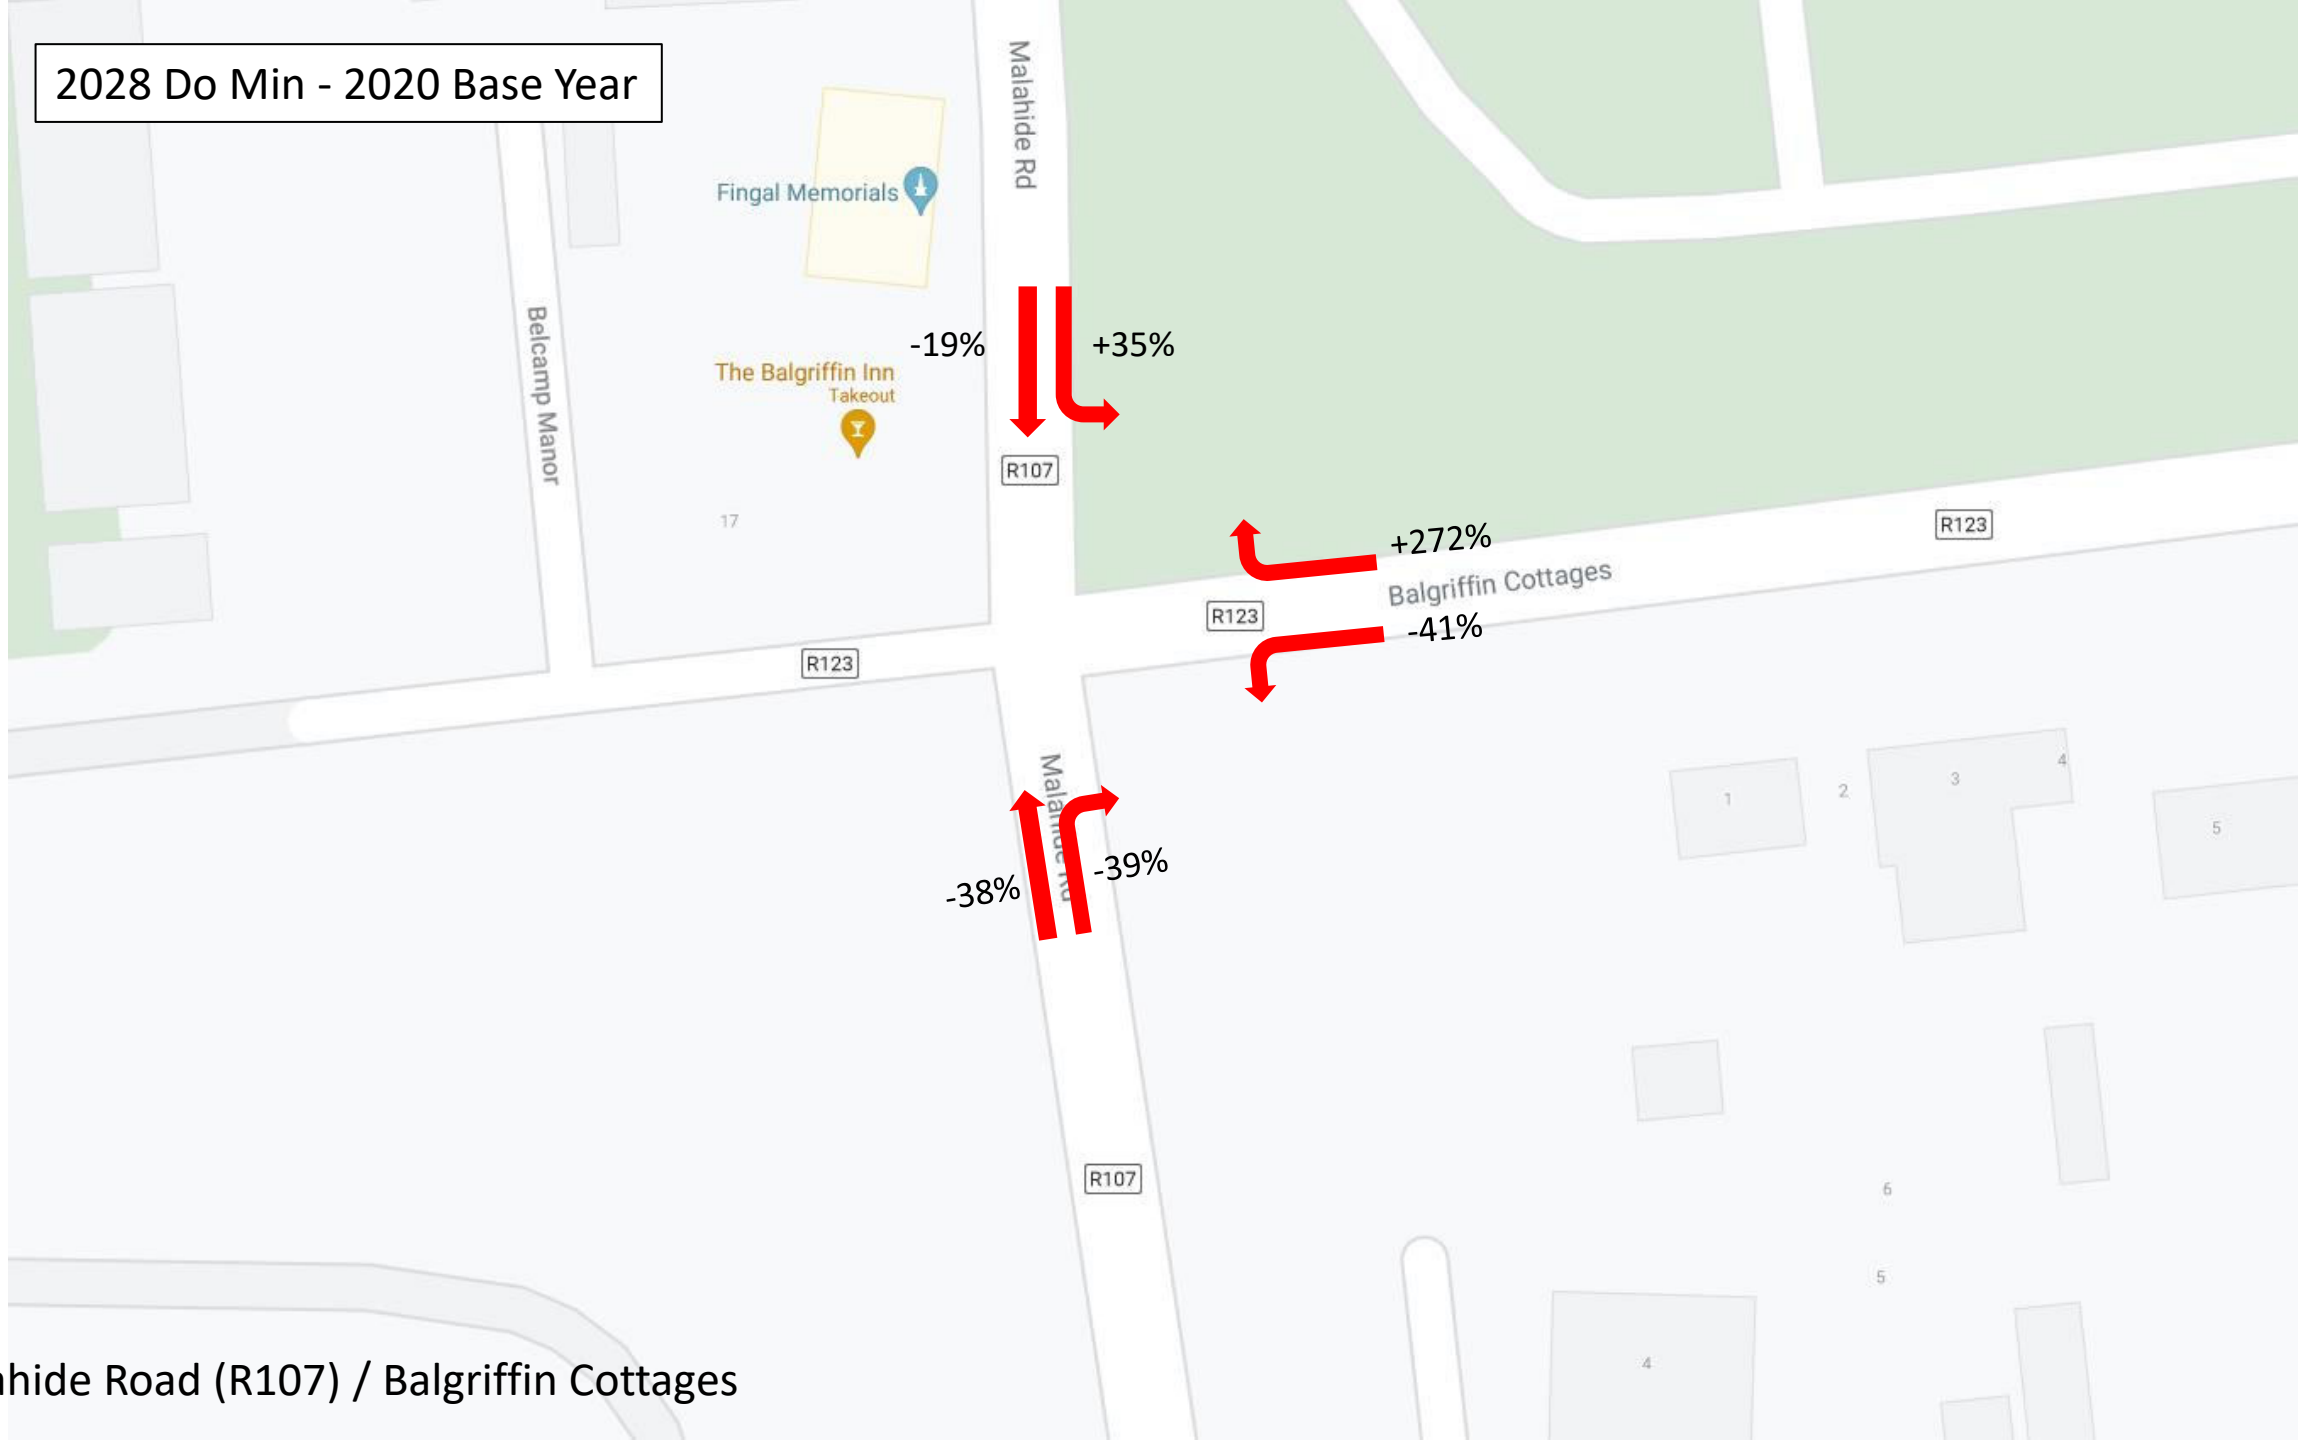 2028 Do Min - 2020 Base Year
Malahide Rd
Fingal Memorials
Belcamp Manor
-19%
+35%
The Balgriffin Inn
Takeout
R107
17
+272%
R123
Balgriffin Cottages
R123
-41%
R123
Malahide Rd
-38%
-39%
1
2
3
4
5
R107
6
5
4
hide Road (R107) / Balgriffin Cottages